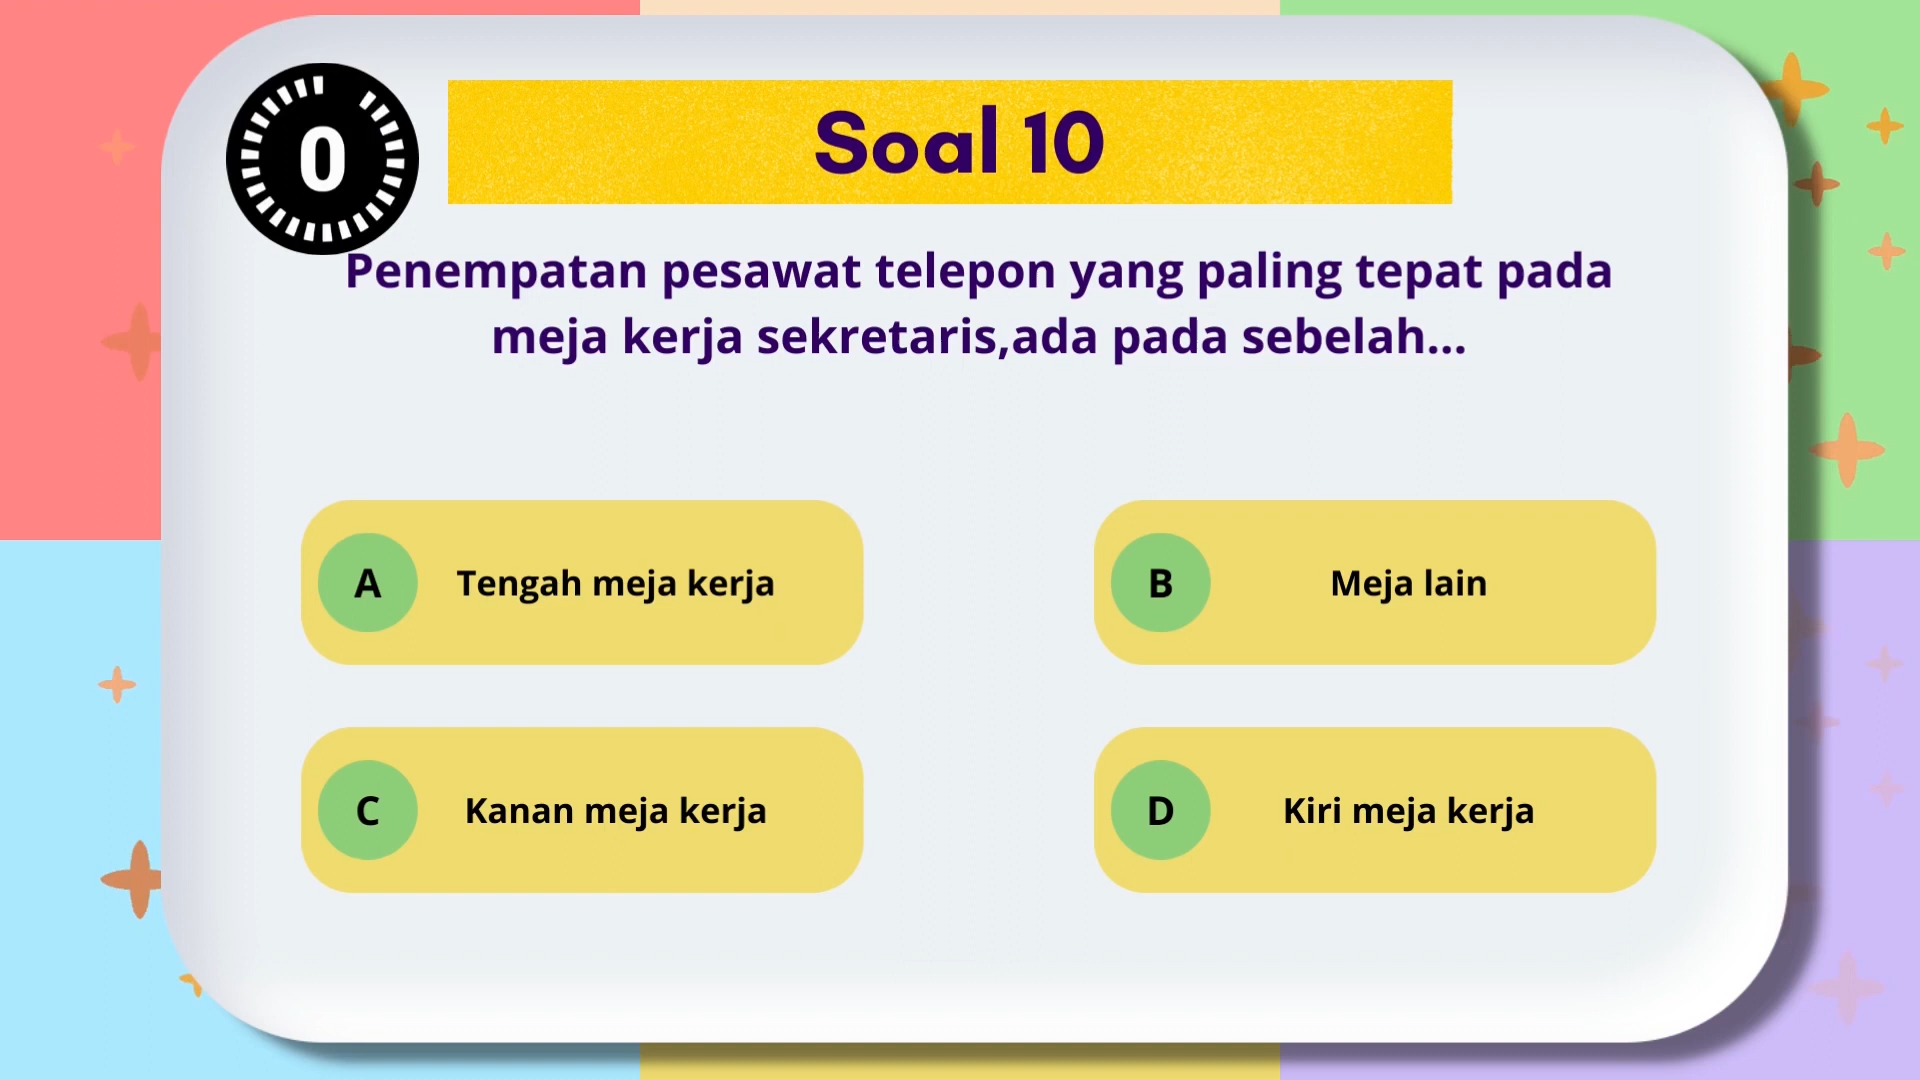 0
Soal 10
Penempatan pesawat telepon yang paling tepat pada
meja kerja sekretaris,ada pada sebelah...
A Tengah meja kerja
B Meja lain
C Kanan meja kerja
D Kiri meja kerja